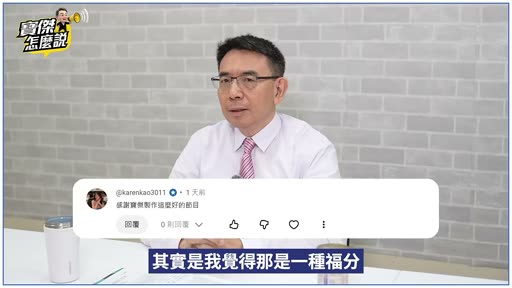 寶傑
怎麼說
@karenkao3011 • 1 天前
感謝寶傑製作這麼好的節目
回覆
0 則回覆
其實是我覺得那是一種福分